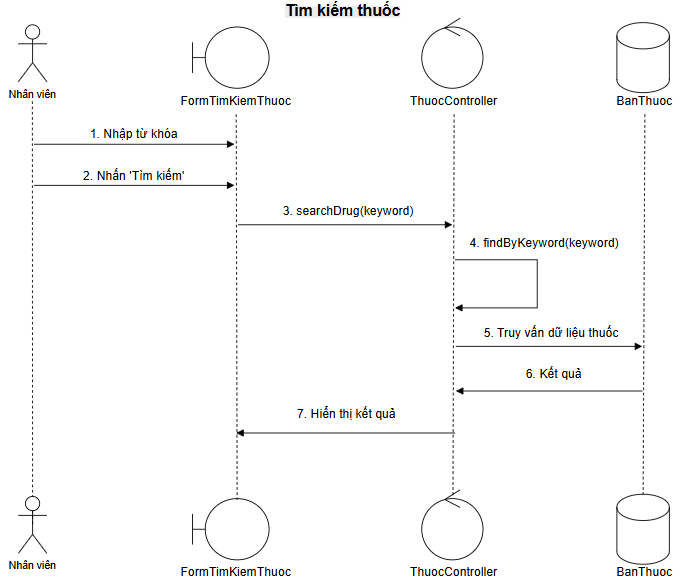 Tìm kiếm thuốc
Nhân viên
FormTimKiemThuoc
ThuocController
BanThuoc
1. Nhập từ khóa
2. Nhấn 'Tìm kiếm'
3. searchDrug(keyword)
4. findByKeyword(keyword)
5. Truy vấn dữ liệu thuốc
6. Kết quả
7. Hiển thị kết quả
Nhân viên
FormTimKiemThuoc
ThuocController
BanThuoc